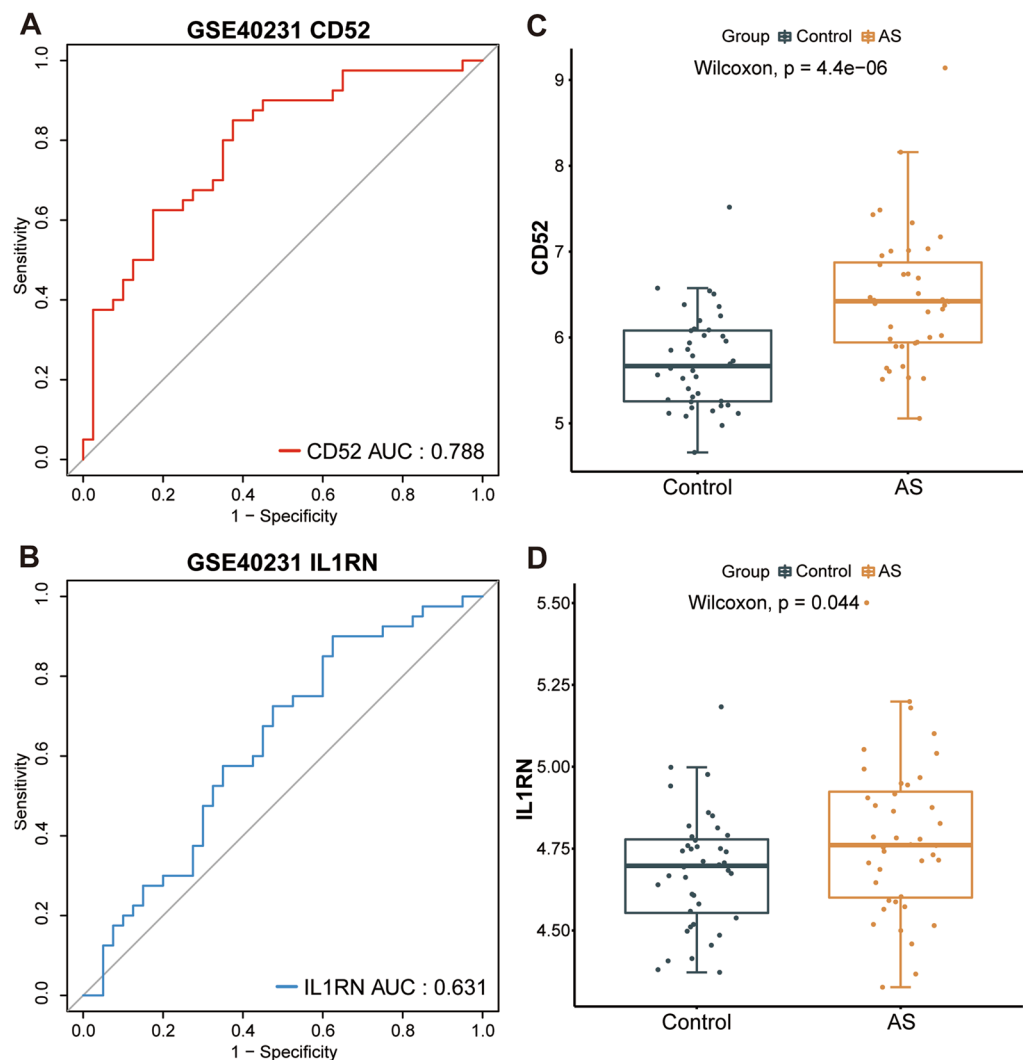 A
GSE40231 CD52
Sensitivity
1.0
0.8
0.6
0.4
0.2
0.0
CD52 AUC : 0.788
0.0 0.2 0.4 0.6 0.8 1.0
1 − Specificity
C
Group Control AS
Wilcoxon, p = 4.4e−06
CD52
9
8
7
6
5
Control AS
B
GSE40231 IL1RN
Sensitivity
1.0
0.8
0.6
0.4
0.2
0.0
IL1RN AUC : 0.631
0.0 0.2 0.4 0.6 0.8 1.0
1 − Specificity
D
Group Control AS
Wilcoxon, p = 0.044
IL1RN
5.50
5.25
5.00
4.75
4.50
Control AS